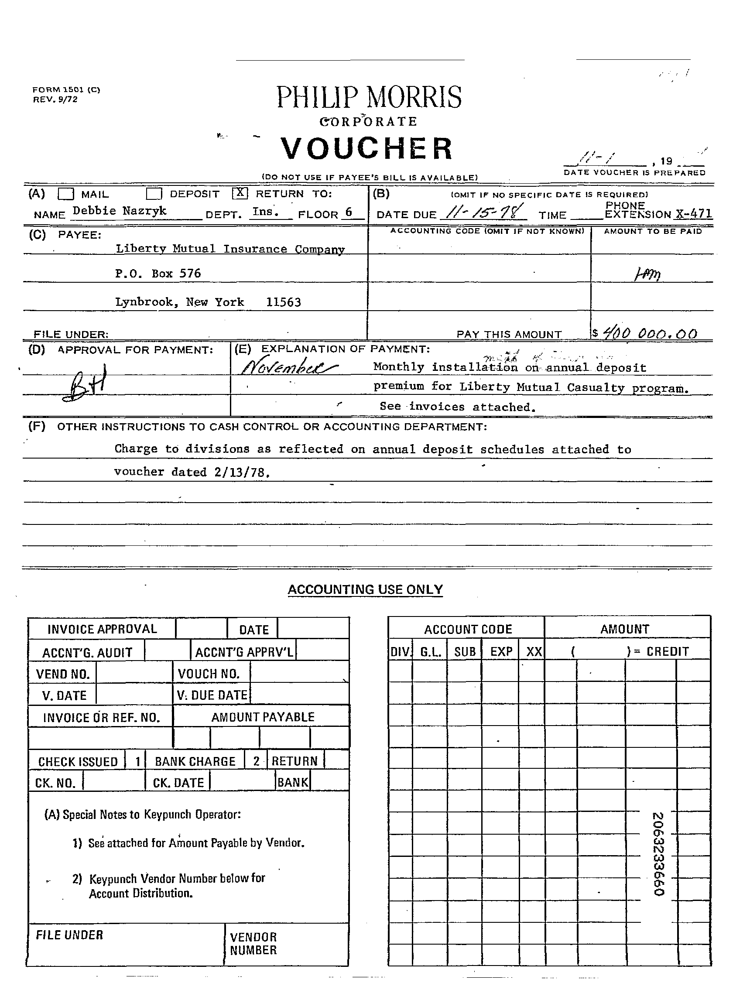 FORM 1501 (C)
REV. 9/72
PHILIP MORRIS
CORPORATE
VOUCHER
(DO NOT USE IF PAYEE'S BILL IS AVAILABLE)
11-1 , 19
DATE VOUCHER IS PREPARED
(A) MAIL DEPOSIT X RETURN TO:
NAME Debbie Nazryk DEPT. Ins. FLOOR 6
(B) (OMIT IF NO SPECIFIC DATE IS REQUIRED)
DATE DUE 11-15-78 TIME PHONE EXTENSION X-471
(C) PAYEE:
Liberty Mutual Insurance Company
P.O. Box 576
Lynbrook, New York 11563
FILE UNDER:
ACCOUNTING CODE (OMIT IF NOT KNOWN) AMOUNT TO BE PAID
PAY THIS AMOUNT $ 400 000.00
(D) APPROVAL FOR PAYMENT:
BH
(E) EXPLANATION OF PAYMENT:
November Monthly installation on annual deposit
premium for Liberty Mutual Casualty program.
See invoices attached.
(F) OTHER INSTRUCTIONS TO CASH CONTROL OR ACCOUNTING DEPARTMENT:
Charge to divisions as reflected on annual deposit schedules attached to
voucher dated 2/13/78.
ACCOUNTING USE ONLY
INVOICE APPROVAL DATE
ACCNT'G. AUDIT ACCNT'G APPRV'L
VEND NO. VOUCH NO.
V. DATE V. DUE DATE
INVOICE OR REF. NO. AMOUNT PAYABLE
CHECK ISSUED 1 BANK CHARGE 2 RETURN
CK. NO. CK. DATE BANK
(A) Special Notes to Keypunch Operator:
1) See attached for Amount Payable by Vendor.
2) Keypunch Vendor Number below for
Account Distribution.
FILE UNDER VENDOR
NUMBER
ACCOUNT CODE AMOUNT
DIV. G.L. SUB EXP XX ( ) = CREDIT
2063233660